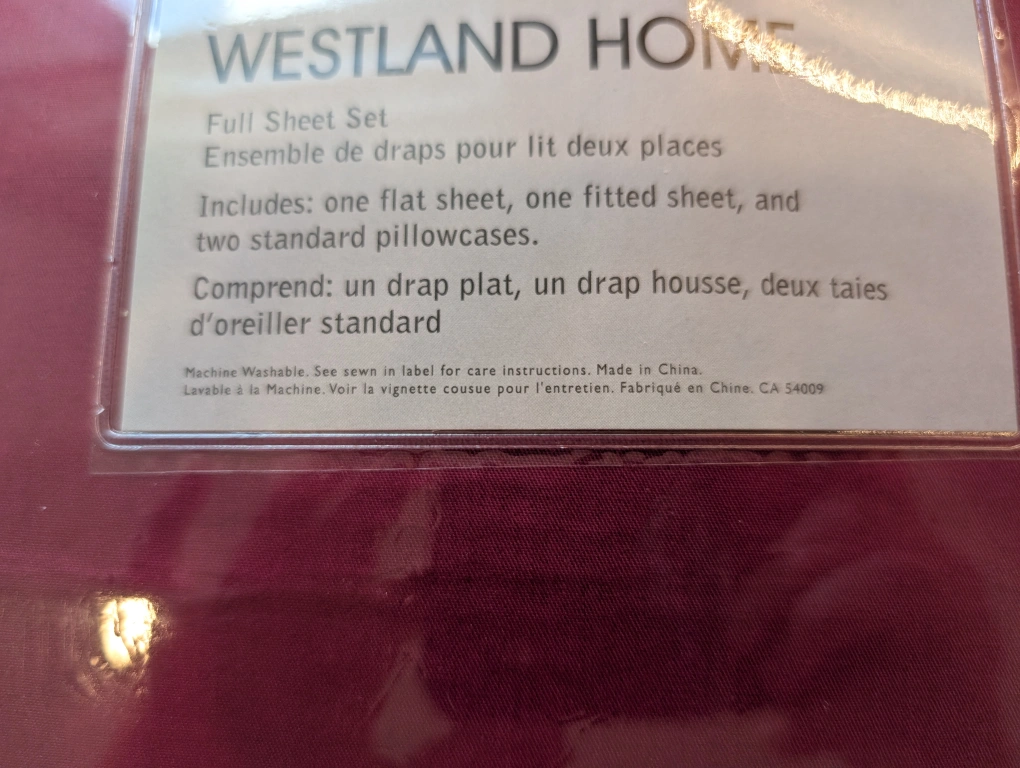 WESTLAND HOME
Full Sheet Set
Ensemble de draps pour lit deux places
Includes: one flat sheet, one fitted sheet, and
two standard pillowcases.
Comprend: un drap plat, un drap housse, deux taies
d'oreiller standard
Machine Washable. See sewn in label for care instructions. Made in China.
Lavable à la Machine. Voir la vignette cousue pour l'entretien. Fabriqué en Chine. CA 54009